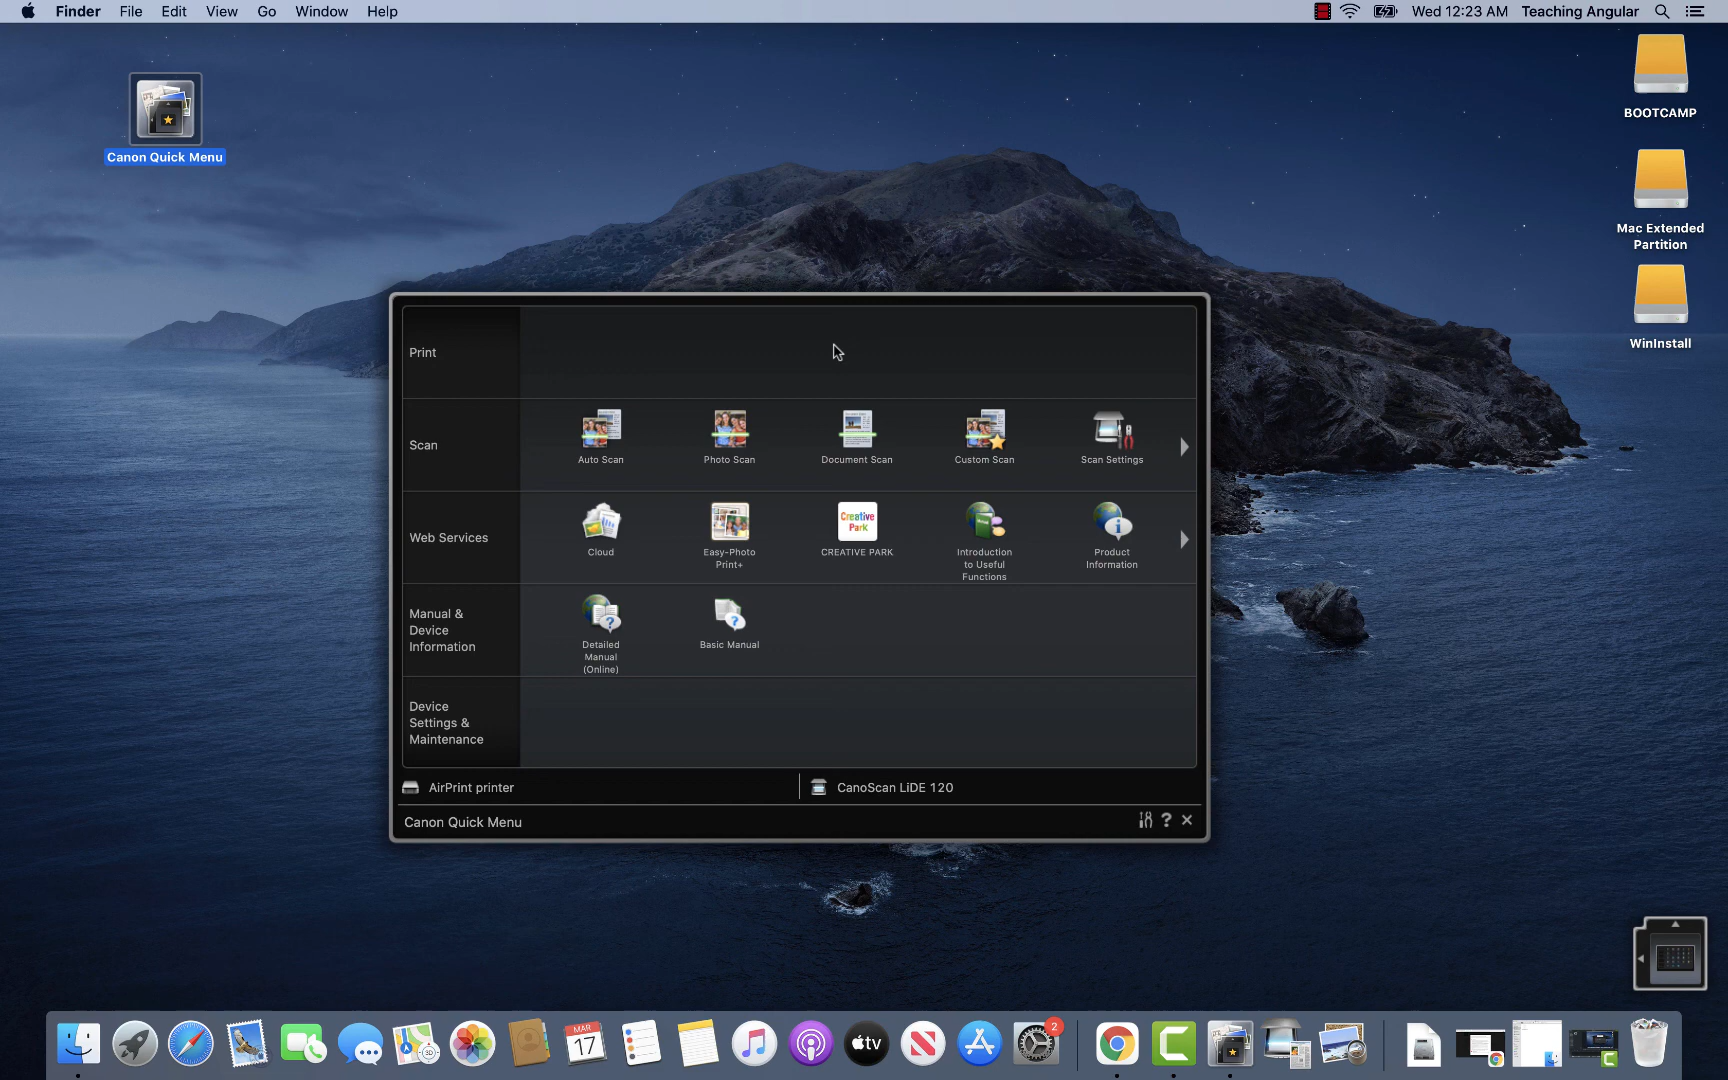 Finder File Edit View Go Window Help
Wed 12:23 AM Teaching Angular
Canon Quick Menu
BOOTCAMP
Mac Extended
Partition
WinInstall
Print
Scan
Auto Scan
Photo Scan
Document Scan
Custom Scan
Scan Settings
Web Services
Cloud
Easy-Photo
Print+
Creative
Park
CREATIVE PARK
Introduction
to Useful
Functions
Product
Information
Manual &
Device
Information
Detailed
Manual
(Online)
Basic Manual
Device
Settings &
Maintenance
AirPrint printer
CanoScan LiDE 120
Canon Quick Menu
? ×
3D
MAR
17
tv
2